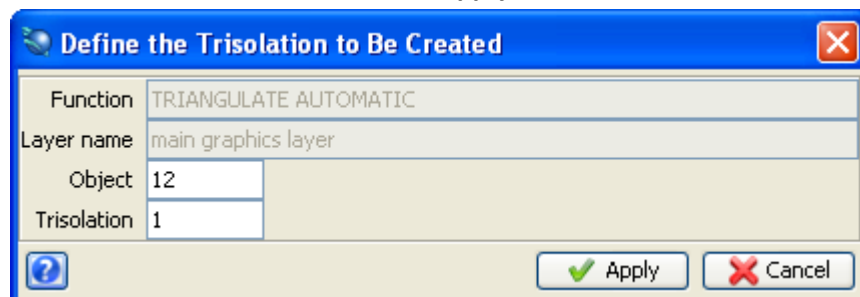 Define the Trisolation to Be Created
Function TRIANGULATE AUTOMATIC
Layer name main graphics layer
Object 12
Trisolation 1
? Apply Cancel